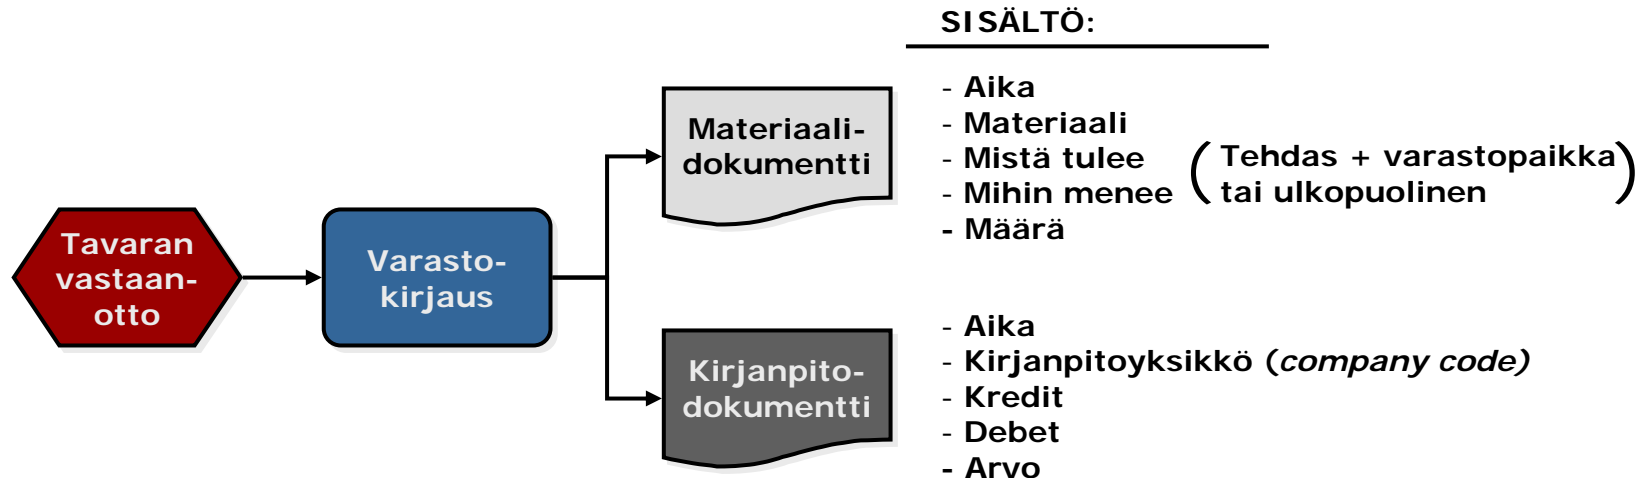 SISÄLTÖ:
Tavaran
vastaan-
otto
Varasto-
kirjaus
Materiaali-
dokumentti
- Aika
- Materiaali
- Mistä tulee
- Mihin menee
- Määrä
(Tehdas + varastopaikka
tai ulkopuolinen)
Kirjanpito-
dokumentti
- Aika
- Kirjanpitoyksikkö (company code)
- Kredit
- Debet
- Arvo